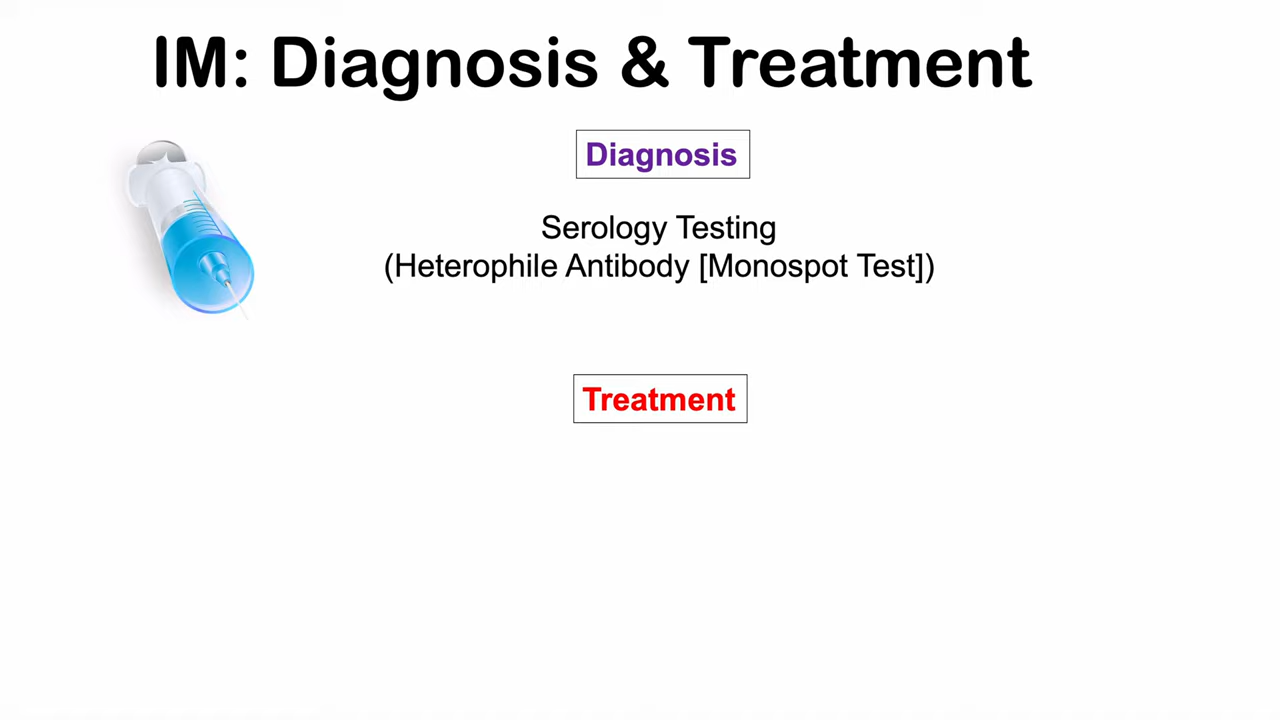 IM: Diagnosis & Treatment
Diagnosis
Serology Testing
(Heterophile Antibody [Monospot Test])
Treatment